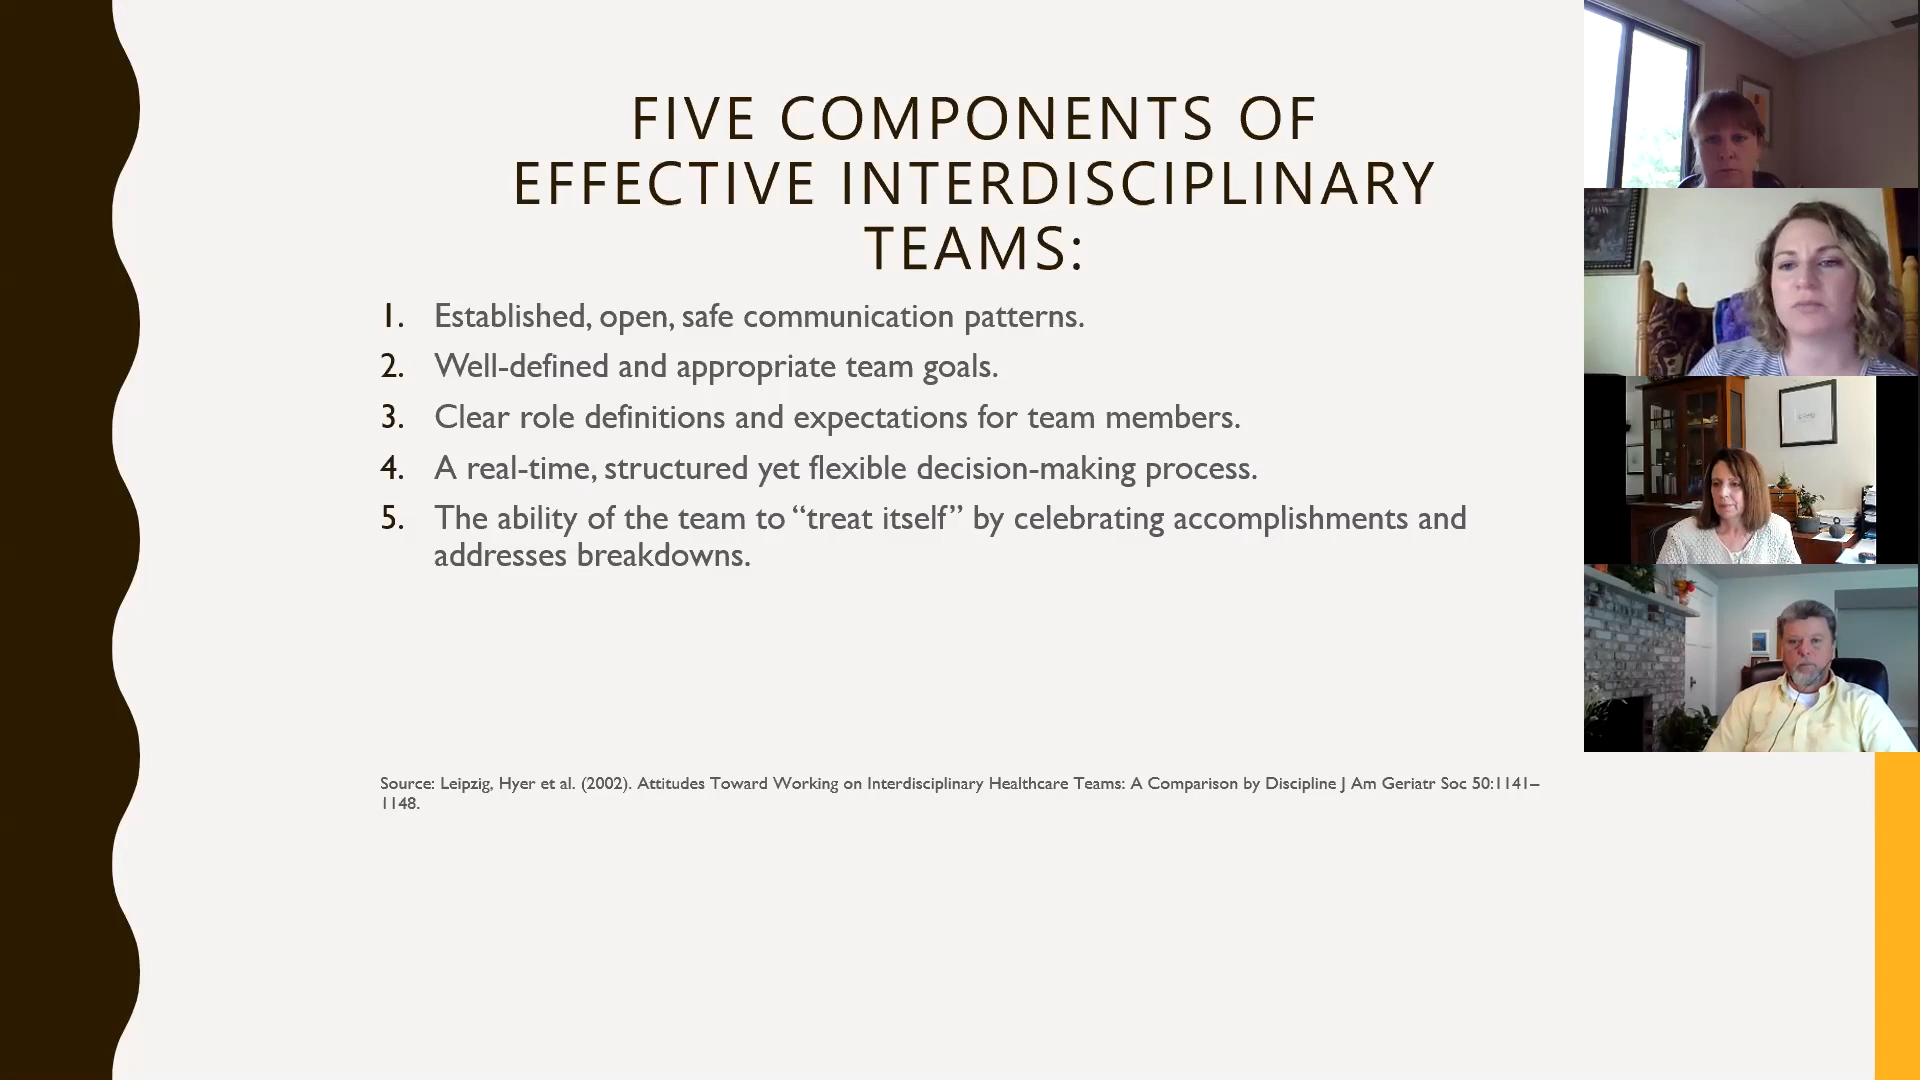 FIVE COMPONENTS OF
EFFECTIVE INTERDISCIPLINARY
TEAMS:
1. Established, open, safe communication patterns.
2. Well-defined and appropriate team goals.
3. Clear role definitions and expectations for team members.
4. A real-time, structured yet flexible decision-making process.
5. The ability of the team to “treat itself” by celebrating accomplishments and
addresses breakdowns.
Source: Leipzig, Hyer et al. (2002). Attitudes Toward Working on Interdisciplinary Healthcare Teams: A Comparison by Discipline J Am Geriatr Soc 50:1141–
1148.